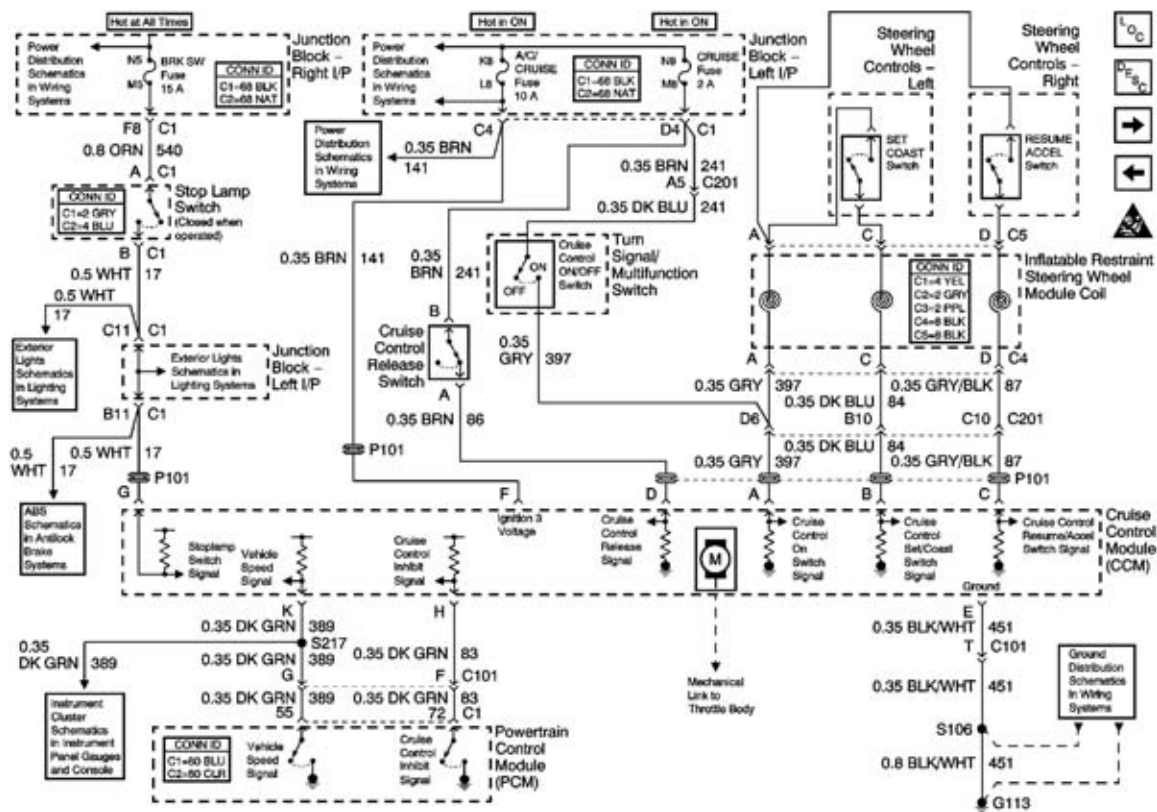 Hot at All Times
Hot in ON
Hot in ON
Power
Distribution
Schematics
in Wiring
Systems
N5
M5
BRK SW
Fuse
15 A
CONN ID
C1=68 BLK
C2=68 NAT
Junction
Block –
Right I/P
Power
Distribution
Schematics
in Wiring
Systems
K8
L8
A/C/
CRUISE
Fuse
10 A
CONN ID
C1=68 BLK
C2=68 NAT
N9
M8
CRUISE
Fuse
2 A
Junction
Block –
Left I/P
Steering
Wheel
Controls –
Left
Steering
Wheel
Controls –
Right
LOC
DESC
SET
COAST
Switch
RESUME
ACCEL
Switch
F8 C1
0.8 ORN 540
A C1
CONN ID
C1=2 GRY
C2=4 BLU
Stop Lamp
Switch
(Closed when
operated)
B C1
0.5 WHT 17
0.5 WHT
17
C11 C1
Exterior
Lights
Schematics
in Lighting
Systems
Exterior Lights
Schematics in
Lighting Systems
Junction
Block –
Left I/P
B11 C1
0.5
WHT 17
0.5 WHT 17
P101
G
ABS
Schematics
in Antilock
Brake
Systems
Power
Distribution
Schematics
in Wiring
Systems
C4
0.35 BRN
141
D4 C1
0.35 BRN 241
A5 C201
0.35 DK BLU 241
0.35 BRN 141
0.35
BRN 241
Cruise
Control
ON/OFF
Switch
ON
OFF
Turn
Signal/
Multifunction
Switch
B
Cruise
Control
Release
Switch
A
0.35 BRN 86
0.35
GRY 397
P101
A C D C5
CONN ID
C1=4 YEL
C2=2 GRY
C3=2 PPL
C4=8 BLK
C5=8 BLK
Inflatable Restraint
Steering Wheel
Module Coil
A C D C4
0.35 GRY 397
0.35 DK BLU 84
0.35 GRY/BLK 87
D6 B10 C10 C201
0.35 GRY 397
0.35 DK BLU 84
0.35 GRY/BLK 87
P101
F D A B C
Ignition 3
Voltage
Stoplamp
Switch
Signal
Vehicle
Speed
Signal
Cruise
Control
Inhibit
Signal
Cruise
Control
Release
Signal
M
Cruise
Control
On
Switch
Signal
Cruise
Control
Set/Coast
Switch Signal
Cruise Control
Resume/Accel
Switch Signal
Ground
Cruise
Control
Module
(CCM)
K H E
0.35 DK GRN 389
S217
0.35
DK GRN 389
0.35 DK GRN 389
0.35 DK GRN 83
G F C101
0.35 DK GRN 389
0.35 DK GRN 83
55 72 C1
Instrument
Cluster
Schematics
in Instrument
Panel Gauges
and Console
CONN ID
C1=80 BLU
C2=80 CLR
Vehicle
Speed
Signal
Cruise
Control
Inhibit
Signal
Powertrain
Control
Module
(PCM)
Mechanical
Link to
Throttle Body
0.35 BLK/WHT 451
T C101
0.35 BLK/WHT 451
S106
0.8 BLK/WHT 451
G113
Ground
Distribution
Schematics
in Wiring
Systems